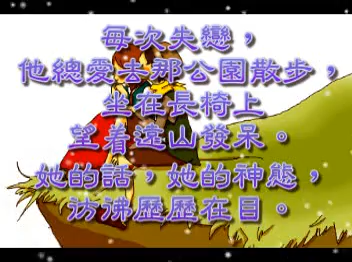 每次失戀，
他總愛去那公園散步，
坐在長椅上
望着遠山發呆。
她的話，她的神態，
彷彿歷歷在目。